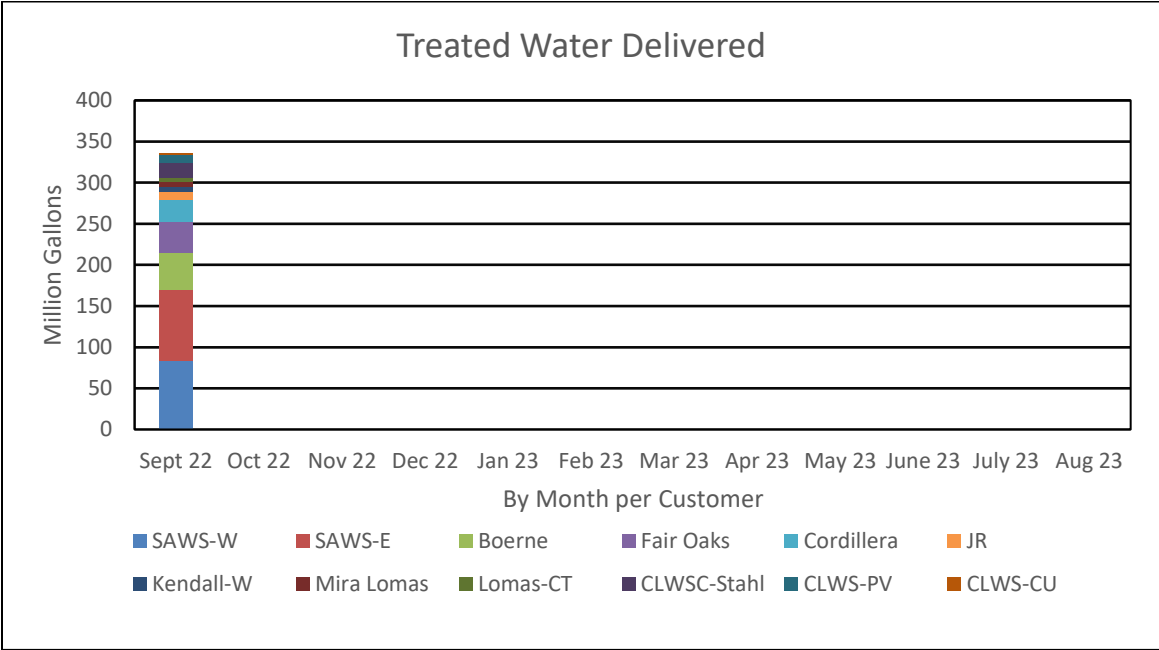 Treated Water Delivered
400
350
300
250
200
150
100
50
0
Million Gallons
Sept 22 Oct 22 Nov 22 Dec 22 Jan 23 Feb 23 Mar 23 Apr 23 May 23 June 23 July 23 Aug 23
By Month per Customer
SAWS-W SAWS-E Boerne Fair Oaks Cordillera JR
Kendall-W Mira Lomas Lomas-CT CLWSC-Stahl CLWS-PV CLWS-CU